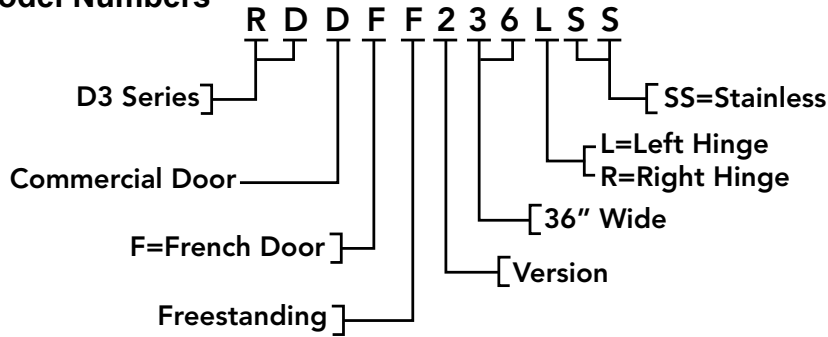 odel Numbers
R D D F F 2 3 6 L S S
D3 Series
SS=Stainless
L=Left Hinge
Commercial Door
R=Right Hinge
36” Wide
F=French Door
Version
Freestanding